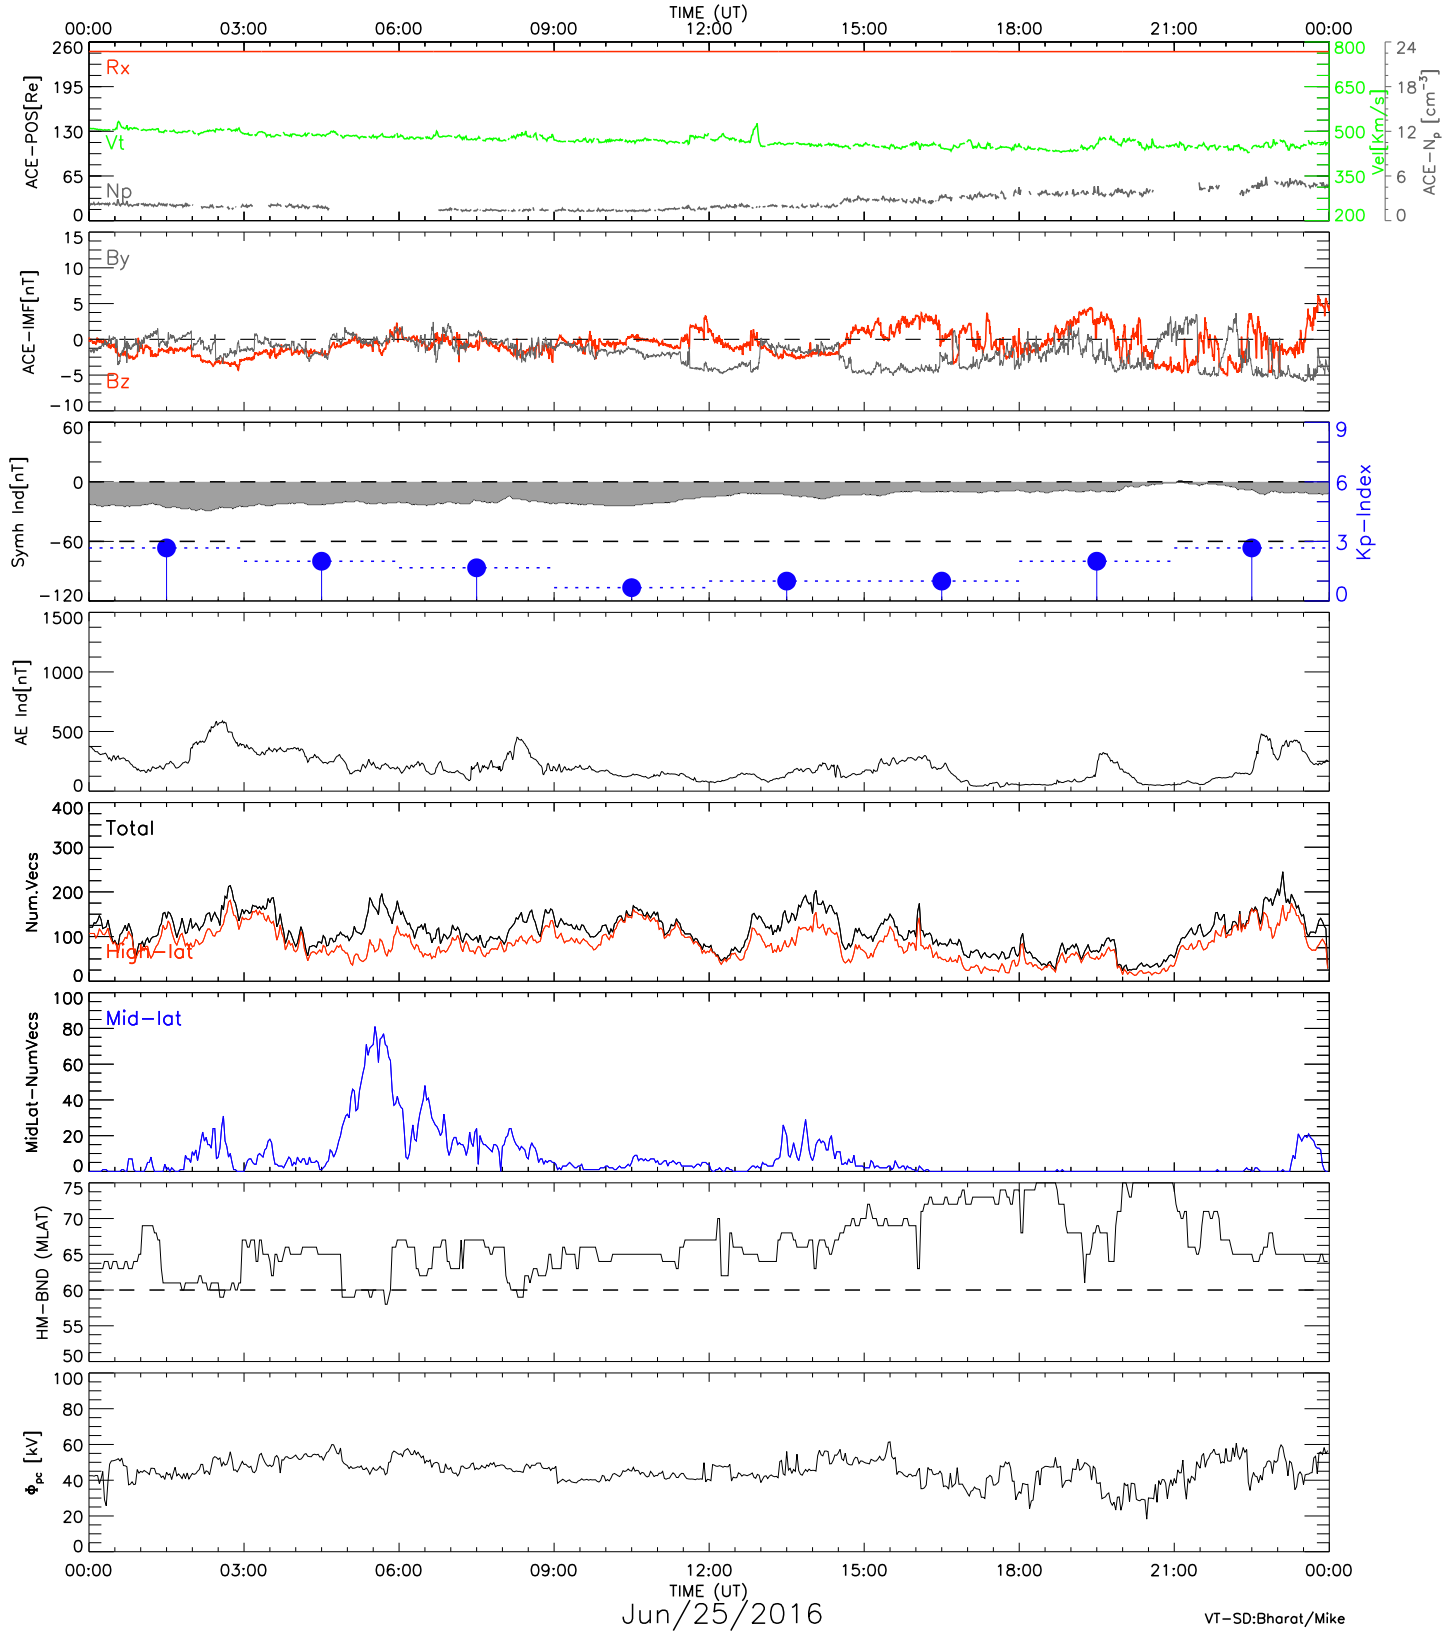 TIME (UT)
00:00 03:00 06:00 09:00 12:00 15:00 18:00 21:00 00:00
ACE-POS[Re]
260
195
130
65
0
Rx
Vt
Np
800
650
500
350
200
Vel[Km/s]
24
18
12
6
0
ACE-Np [cm-3]
ACE-IMF[nT]
15
10
5
0
-5
-10
By
Bz
Symh Ind[nT]
60
0
-60
-120
9
6
3
0
Kp-Index
AE Ind[nT]
1500
1000
500
0
Num.Vecs
400
300
200
100
0
Total
High-lat
MidLat-NumVecs
100
80
60
40
20
0
Mid-lat
HM-BND (MLAT)
75
70
65
60
55
50
Φpc [kV]
100
80
60
40
20
0
00:00 03:00 06:00 09:00 12:00 15:00 18:00 21:00 00:00
TIME (UT)
Jun/25/2016
VT-SD:Bharat/Mike